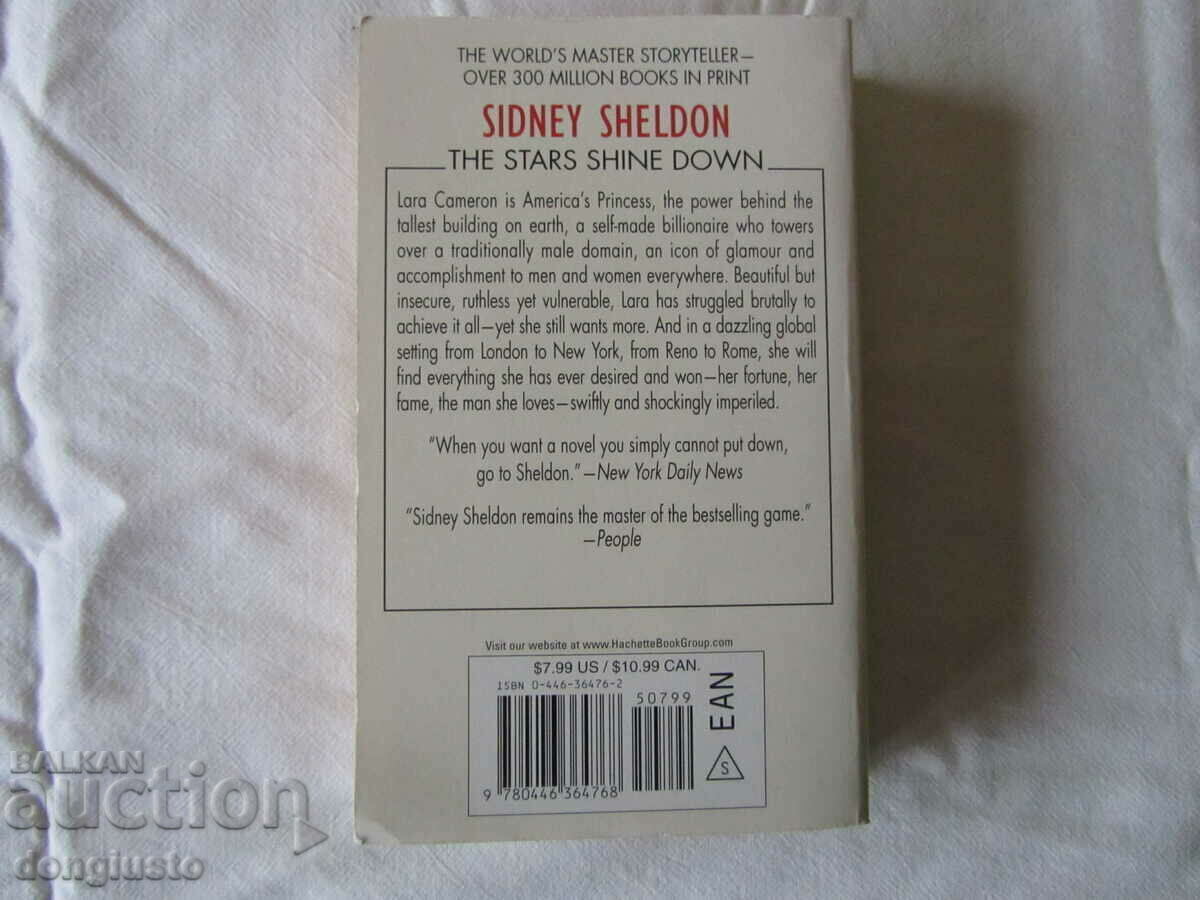 THE WORLD'S MASTER STORYTELLER—
OVER 300 MILLION BOOKS IN PRINT
SIDNEY SHELDON
THE STARS SHINE DOWN
Lara Cameron is America's Princess, the power behind the
tallest building on earth, a self-made billionaire who towers
over a traditionally male domain, an icon of glamour and
accomplishment to men and women everywhere. Beautiful but
insecure, ruthless yet vulnerable, Lara has struggled brutally to
achieve it all—yet she still wants more. And in a dazzling global
setting from London to New York, from Reno to Rome, she will
find everything she has ever desired and won—her fortune, her
fame, the man she loves—swiftly and shockingly imperiled.
"When you want a novel you simply cannot put down,
go to Sheldon."—New York Daily News
"Sidney Sheldon remains the master of the bestselling game."
—People
Visit our website at www.HachetteBookGroup.com
$7.99 US / $10.99 CAN.
ISBN 0-446-36476-2
50799
EAN
S
9 780446 364768
BALKAN
auction
dongiusto